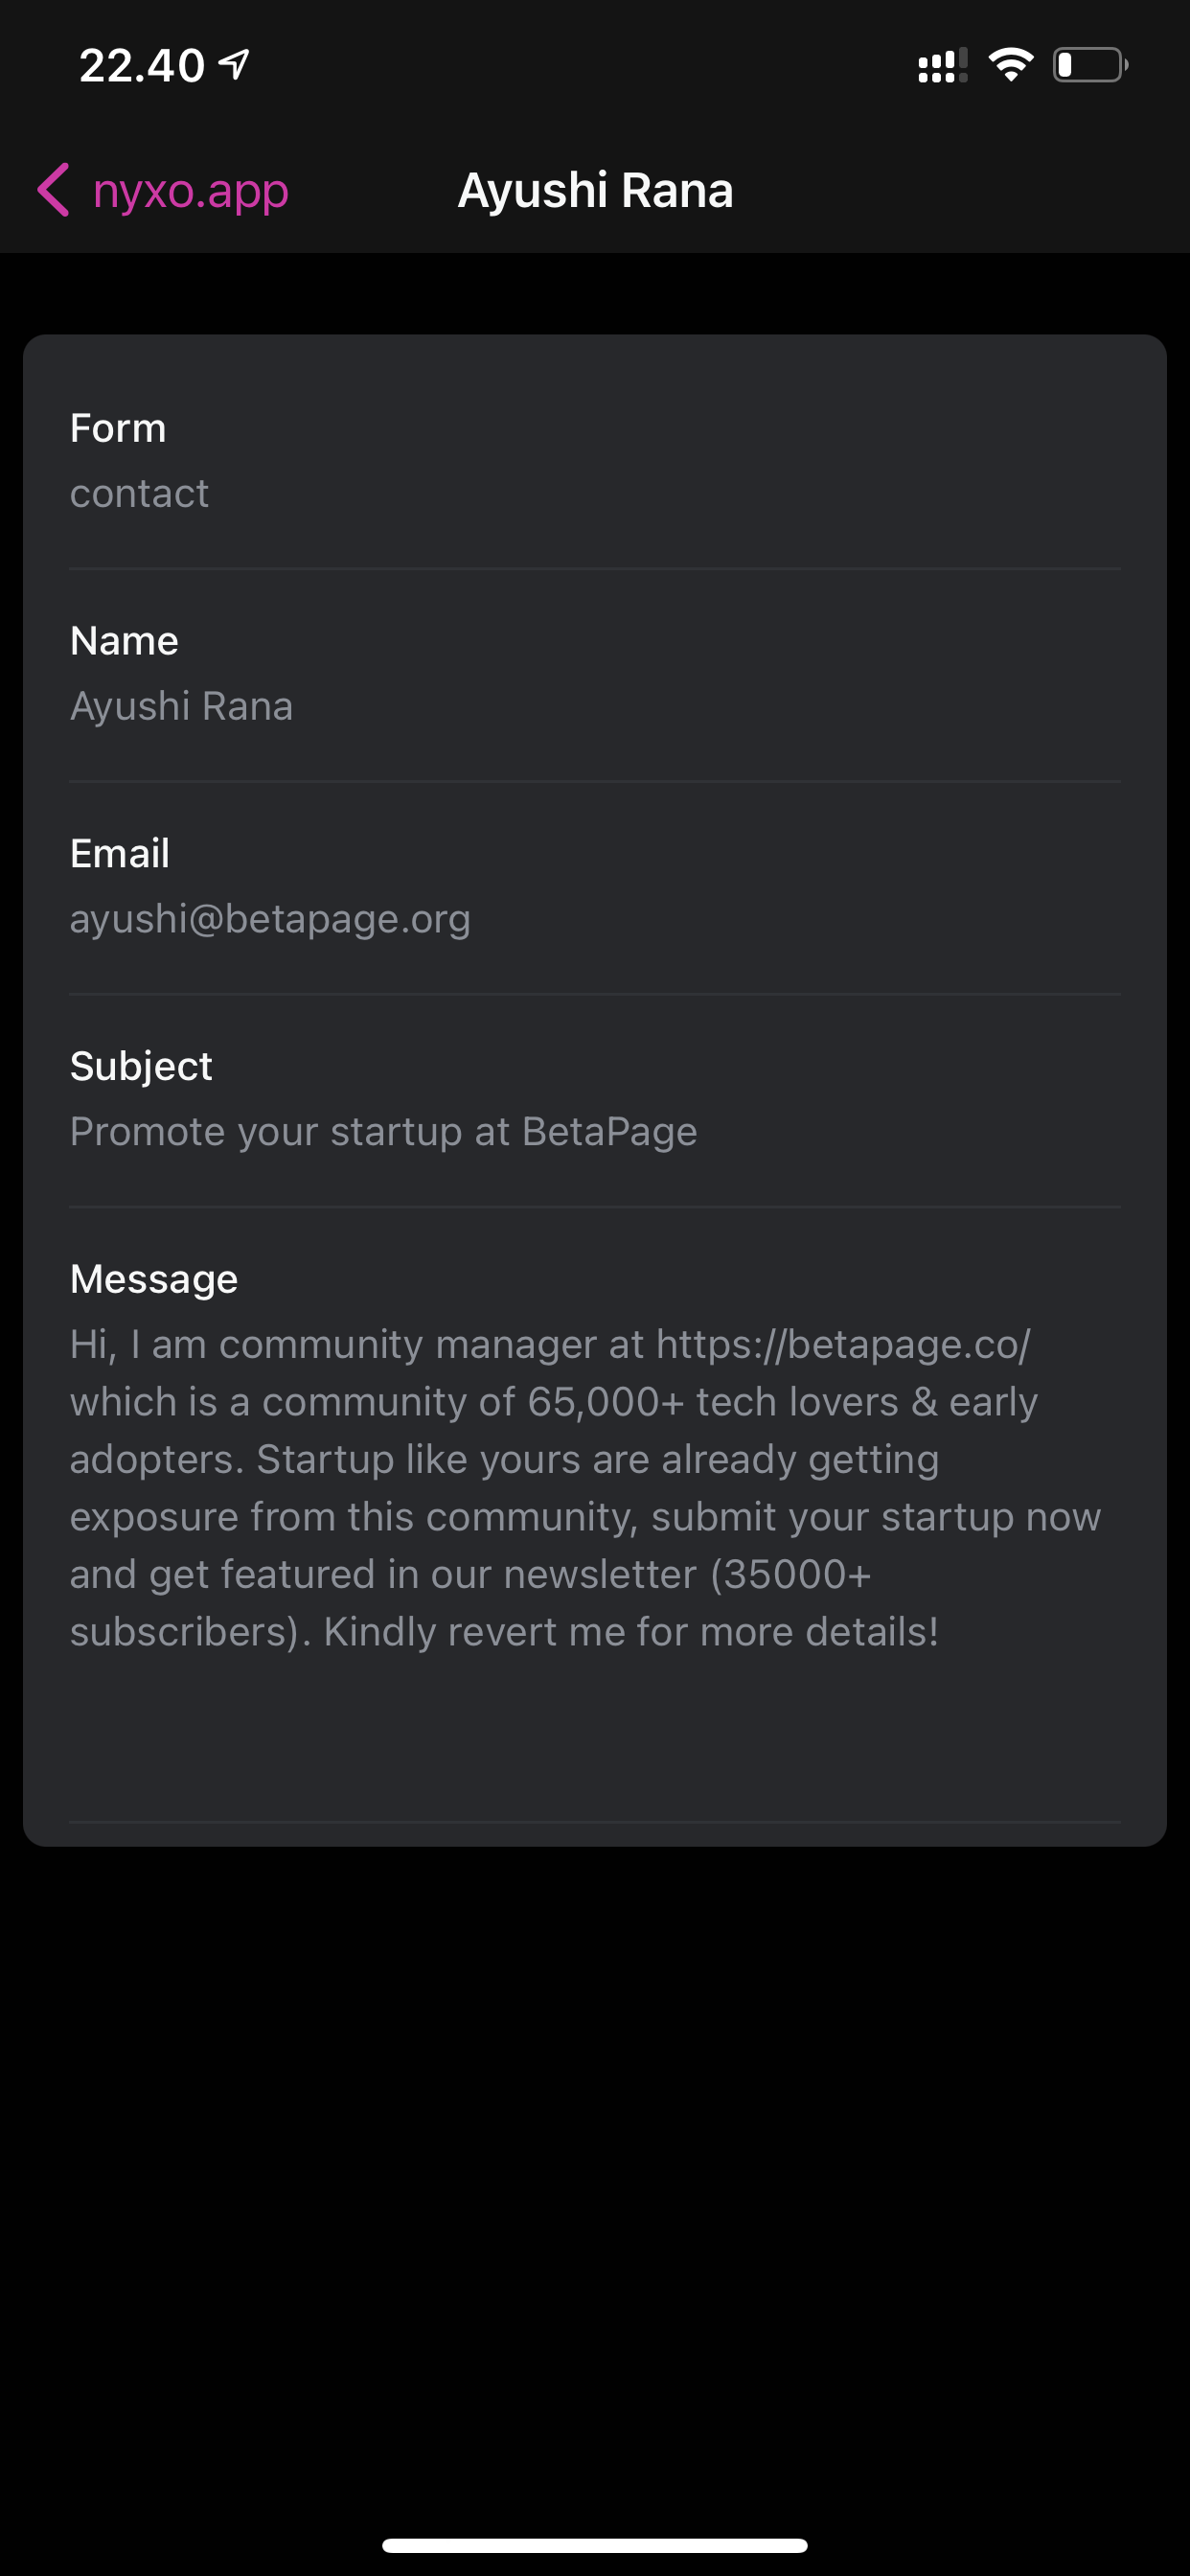 22.40
nyxo.app
Ayushi Rana
Form
contact
Name
Ayushi Rana
Email
ayushi@betapage.org
Subject
Promote your startup at BetaPage
Message
Hi, I am community manager at https://betapage.co/
which is a community of 65,000+ tech lovers & early
adopters. Startup like yours are already getting
exposure from this community, submit your startup now
and get featured in our newsletter (35000+
subscribers). Kindly revert me for more details!